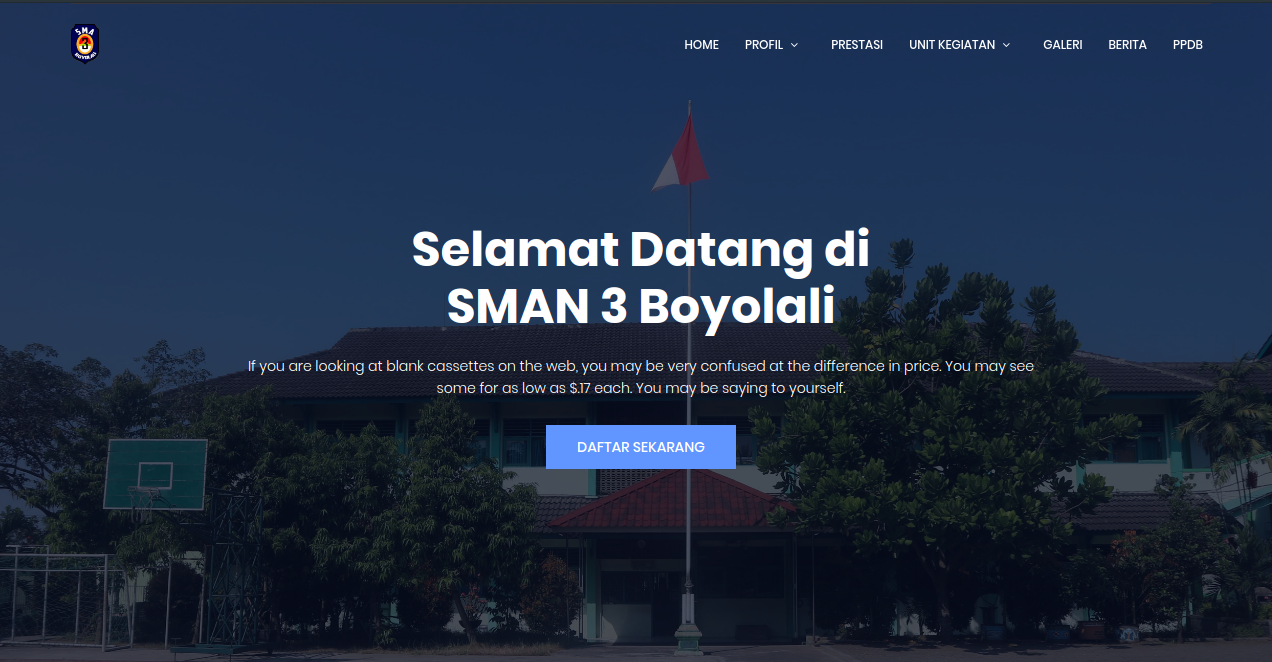 SMA
3
BOYOLALI
HOME PROFIL PRESTASI UNIT KEGIATAN GALERI BERITA PPDB
Selamat Datang di
SMAN 3 Boyolali
If you are looking at blank cassettes on the web, you may be very confused at the difference in price. You may see
some for as low as $.17 each. You may be saying to yourself.
DAFTAR SEKARANG